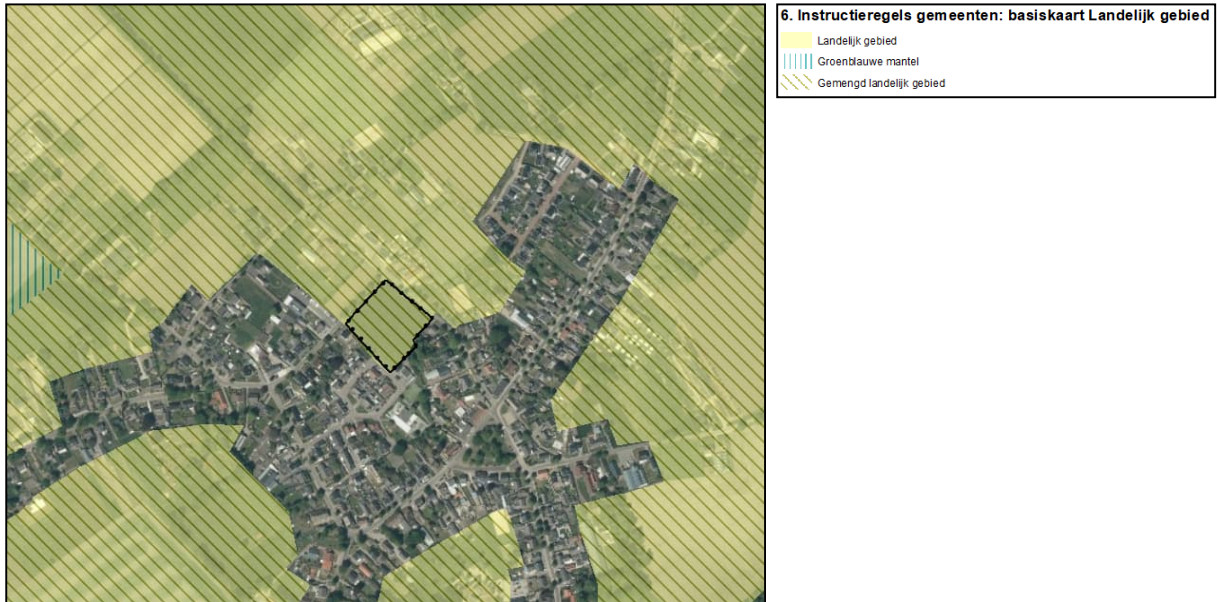 6. Instructieregels gemeenten: basiskaart Landelijk gebied
Landelijk gebied
Groenblauwe mantel
Gemengd landelijk gebied